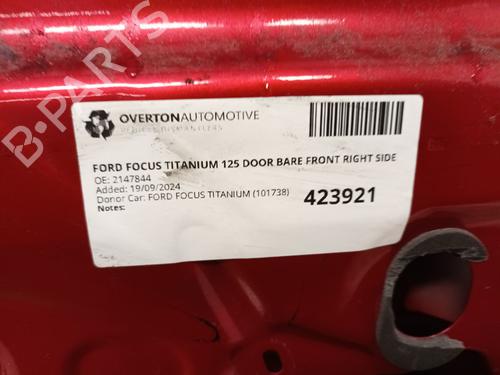 OVERTONAUTOMOTIVE
VEHICLE DISMANTLERS
FORD FOCUS TITANIUM 125 DOOR BARE FRONT RIGHT SIDE
OE: 2147844
Added: 19/09/2024
Donor Car: FORD FOCUS TITANIUM (101738)
423921
Notes: